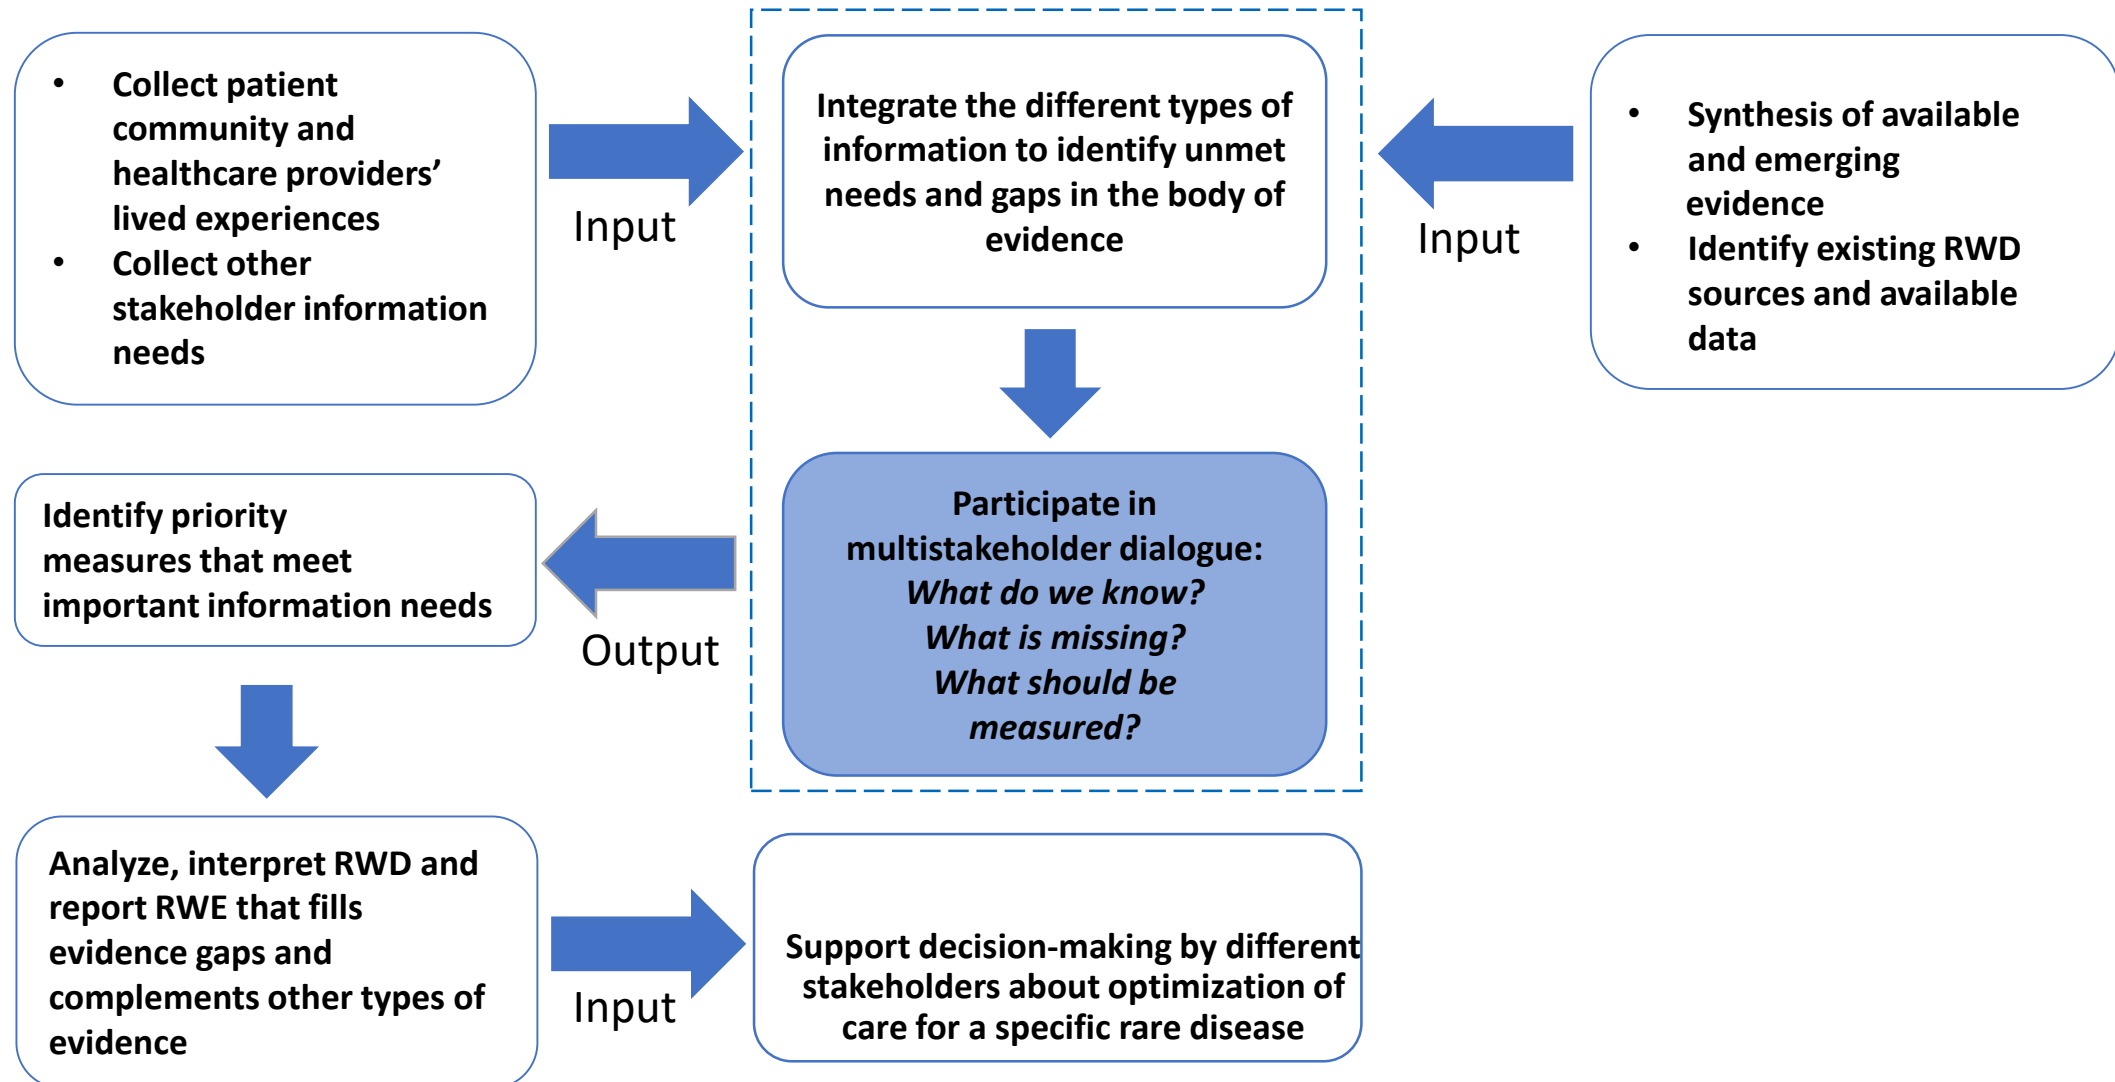 • Collect patient
community and
healthcare providers’
lived experiences
• Collect other
stakeholder information
needs
Input
Integrate the different types of
information to identify unmet
needs and gaps in the body of
evidence
Input
• Synthesis of available
and emerging
evidence
• Identify existing RWD
sources and available
data
Participate in
multistakeholder dialogue:
What do we know?
What is missing?
What should be
measured?
Output
Identify priority
measures that meet
important information needs
Analyze, interpret RWD and
report RWE that fills
evidence gaps and
complements other types of
evidence
Input
Support decision-making by different
stakeholders about optimization of
care for a specific rare disease